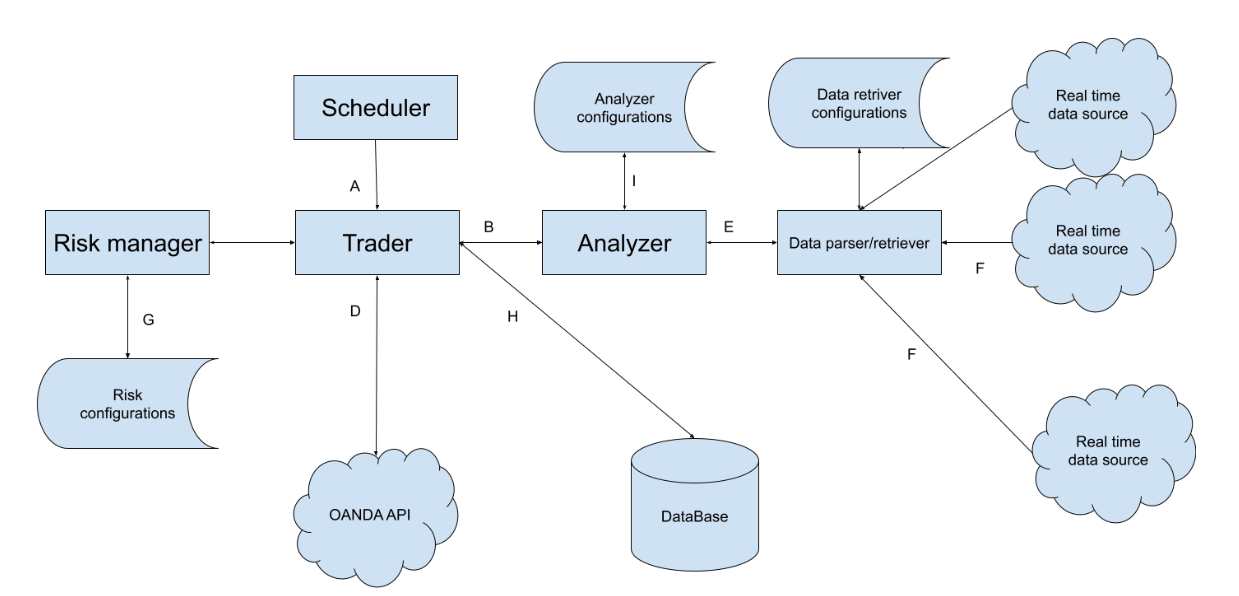 Scheduler
Analyzer
configurations
Data retriver
configurations
Real time
data source
A
I
Risk manager
Trader
B
Analyzer
E
Data parser/retriever
Real time
data source
F
G
D
H
F
Risk
configurations
Real time
data source
OANDA API
DataBase